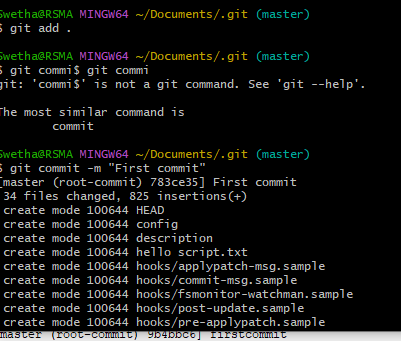 Swetha@RSMA MINGW64 ~/Documents/.git (master)
$ git add .
Swetha@RSMA MINGW64 ~/Documents/.git (master)
$ git commi$ git commi
git: 'commi$' is not a git command. See 'git --help'.
The most similar command is
commit
Swetha@RSMA MINGW64 ~/Documents/.git (master)
$ git commit -m "First commit"
[master (root-commit) 783ce35] First commit
34 files changed, 825 insertions(+)
create mode 100644 HEAD
create mode 100644 config
create mode 100644 description
create mode 100644 hello script.txt
create mode 100644 hooks/applypatch-msg.sample
create mode 100644 hooks/commit-msg.sample
create mode 100644 hooks/fsmonitor-watchman.sample
create mode 100644 hooks/post-update.sample
create mode 100644 hooks/pre-applypatch.sample
master (root-commit) 9b4bbc6] firstcommit